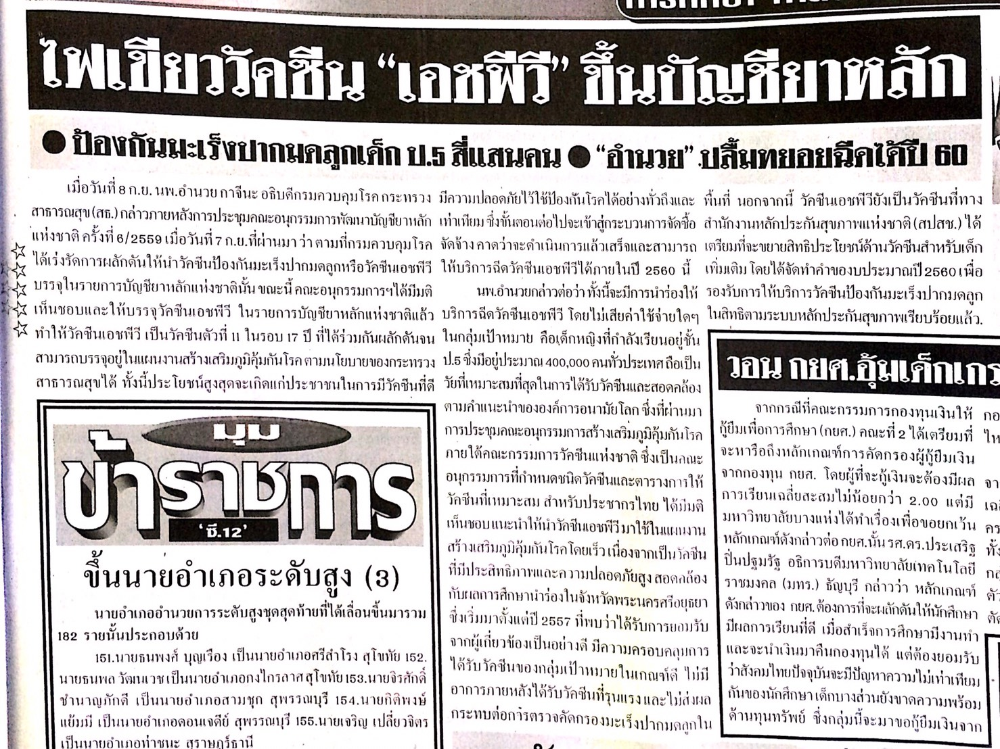 ไฟเขียววัคซีน “เอชพีวี” ขึ้นบัญชียาหลัก
● ป้องกันมะเร็งปากมดลูกเด็ก ป.5 สี่แสนคน ● “อำนวย” ปลื้มทยอยฉีดได้ปี 60
เมื่อวันที่ 8 ก.ย. นพ.อำนวย กาจีนะ อธิบดีกรมควบคุมโรค กระทรวง
สาธารณสุข (สธ.) กล่าวภายหลังการประชุมคณะอนุกรรมการพัฒนาบัญชียาหลัก
แห่งชาติ ครั้งที่ 6/2559 เมื่อวันที่ 7 ก.ย.ที่ผ่านมา ว่า ตามที่กรมควบคุมโรค
ได้เร่งรัดการผลักดันให้นำวัคซีนป้องกันมะเร็งปากมดลูกหรือวัคซีนเอชพีวี
บรรจุในรายการบัญชียาหลักแห่งชาตินั้น ขณะนี้ คณะอนุกรรมการฯได้มีมติ
เห็นชอบและให้บรรจุวัคซีนเอชพีวี ในรายการบัญชียาหลักแห่งชาติแล้ว
ทำให้วัคซีนเอชพีวี เป็นวัคซีนตัวที่ 11 ในรอบ 17 ปี ที่ได้ร่วมกันผลักดันจน
สามารถบรรจุอยู่ในแผนงานสร้างเสริมภูมิคุ้มกันโรค ตามนโยบายของกระทรวง
สาธารณสุขได้ ทั้งนี้ประโยชน์สูงสุดจะเกิดแก่ประชาชนในการมีวัคซีนที่ดี
มีความปลอดภัยไว้ใช้ป้องกันโรคได้อย่างทั่วถึงและ
เท่าเทียม ซึ่งขั้นตอนต่อไปจะเข้าสู่กระบวนการจัดซื้อ
จัดจ้าง คาดว่าจะดำเนินการแล้วเสร็จและสามารถ
ให้บริการฉีดวัคซีนเอชพีวีได้ภายในปี 2560 นี้
นพ.อำนวยกล่าวต่อว่า ทั้งนี้จะมีการนำร่องให้
บริการฉีดวัคซีนเอชพีวี โดยไม่เสียค่าใช้จ่ายใดๆ
ในกลุ่มเป้าหมาย คือเด็กหญิงที่กำลังเรียนอยู่ชั้น
ป.5 ซึ่งมีอยู่ประมาณ 400,000 คนทั่วประเทศ ถือเป็น
วัยที่เหมาะสมที่สุดในการได้รับวัคซีนและสอดคล้อง
ตามคำแนะนำขององค์การอนามัยโลก ซึ่งที่ผ่านมา
การประชุมคณะอนุกรรมการสร้างเสริมภูมิคุ้มกันโรค
ภายใต้คณะกรรมการวัคซีนแห่งชาติ ซึ่งเป็นคณะ
อนุกรรมการที่กำหนดชนิดวัคซีนและตารางการให้
วัคซีนที่เหมาะสม สำหรับประชากรไทย ได้มีมติ
เห็นชอบแนะนำให้นำวัคซีนเอชพีวี มาใช้ในแผนงาน
สร้างเสริมภูมิคุ้มกันโรคโดยเร็ว เนื่องจากเป็นวัคซีน
ที่มีประสิทธิภาพและความปลอดภัยสูง สอดคล้อง
กับผลการศึกษานำร่องในจังหวัดพระนครศรีอยุธยา
ซึ่งเริ่มมาตั้งแต่ปี 2557 ที่พบว่าได้รับการยอมรับ
จากผู้เกี่ยวข้องเป็นอย่างดี มีความครอบคลุมการ
ได้รับวัคซีนของกลุ่มเป้าหมายในเกณฑ์ดี ไม่มี
อาการภายหลังได้รับวัคซีนที่รุนแรง และไม่ส่งผล
กระทบต่อการตรวจคัดกรองมะเร็งปากมดลูกใน
พื้นที่ นอกจากนี้ วัคซีนเอชพีวียังเป็นวัคซีนที่ทาง
สำนักงานหลักประกันสุขภาพแห่งชาติ (สปสช.) ได้
เตรียมที่จะขยายสิทธิประโยชน์ด้านวัคซีนสำหรับเด็ก
เพิ่มเติม โดยได้จัดทำคำของบประมาณปี 2560 เพื่อ
รองรับการให้บริการวัคซีนป้องกันมะเร็งปากมดลูก
ในสิทธิตามระบบหลักประกันสุขภาพเรียบร้อยแล้ว.
มุม
ข้าราชการ
‘ซี.12’
ขึ้นนายอำเภอระดับสูง (3)
นายอำเภออำนวยการระดับสูงชุดสุดท้ายที่ได้เลื่อนขึ้นมารวม
182 รายนั้นประกอบด้วย
151.นายธนพงศ์ บุญเรือง เป็นนายอำเภอศรีสำโรง สุโขทัย 152.
นายธนพล วัฒนเวช เป็นนายอำเภอกงไกรลาศ สุโขทัย 153.นายจิรศักดิ์
ชำนาญภักดี เป็นนายอำเภอสามชุก สุพรรณบุรี 154.นายกิติพงษ์
แย้มมี เป็นนายอำเภอดอนเจดีย์ สุพรรณบุรี 155.นายเจริญ เปลี่ยวจิตร
เป็นนายอำเภอท่าชนะ สุราษฎร์ธานี
วอน กยศ.อุ้มเด็กเกร
จากกรณีที่คณะกรรมการกองทุนเงินให้
กู้ยืมเพื่อการศึกษา (กยศ.) คณะที่ 2 ได้เตรียมที่
จะหารือถึงหลักเกณฑ์การคัดกรองผู้กู้ยืมเงิน
จากกองทุน กยศ. โดยผู้ที่จะกู้เงินจะต้องมีผล
การเรียนเฉลี่ยสะสมไม่น้อยกว่า 2.00 แต่มี
มหาวิทยาลัยบางแห่งได้ทำเรื่องเพื่อขอยกเว้น
หลักเกณฑ์ดังกล่าวต่อ กยศ.นั้น รศ.ดร.ประเสริฐ
ปิ่นปฐมรัฐ อธิการบดีมหาวิทยาลัยเทคโนโลยี
ราชมงคล (มทร.) ธัญบุรี กล่าวว่า หลักเกณฑ์
ดังกล่าวของ กยศ.ต้องการที่จะผลักดันให้นักศึกษา
มีผลการเรียนที่ดี เมื่อสำเร็จการศึกษามีงานทำ
และจะนำเงินมาคืนกองทุนได้ แต่ต้องยอมรับ
ว่าสังคมไทยปัจจุบันจะมีปัญหาความไม่เท่าเทียม
กันของนักศึกษา เด็กบางส่วนยังขาดความพร้อม
ด้านทุนทรัพย์ ซึ่งกลุ่มนี้จะมาขอกู้ยืมเงินจาก